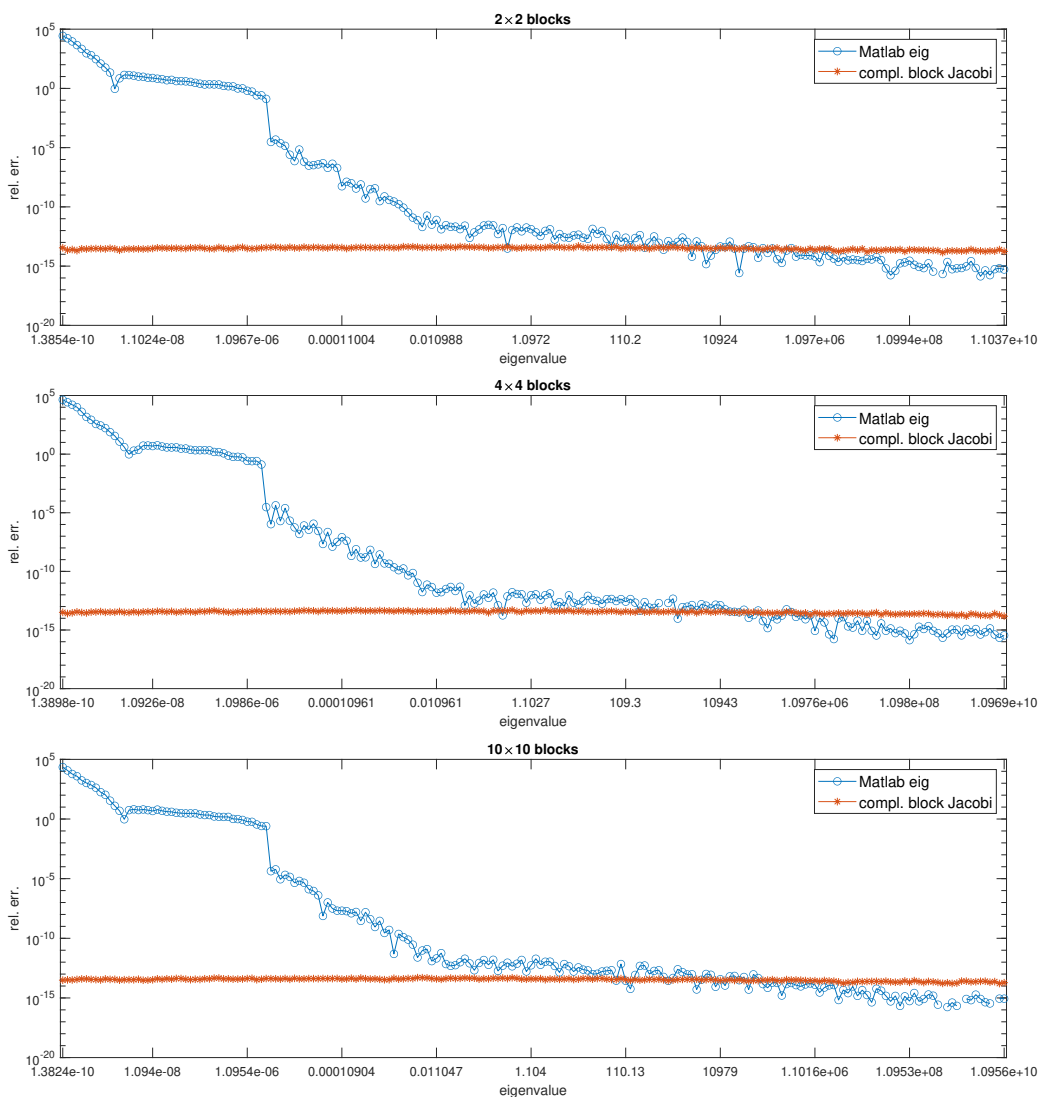 2×2 blocks
10^5
10^0
10^-5
10^-10
10^-15
10^-20
rel. err.
Matlab eig
compl. block Jacobi
1.3854e-10 1.1024e-08 1.0967e-06 0.00011004 0.010988 1.0972 110.2 10924 1.097e+06 1.0994e+08 1.1037e+10
eigenvalue
4×4 blocks
10^5
10^0
10^-5
10^-10
10^-15
10^-20
rel. err.
Matlab eig
compl. block Jacobi
1.3898e-10 1.0926e-08 1.0986e-06 0.00010961 0.010961 1.1027 109.3 10943 1.0976e+06 1.098e+08 1.0969e+10
eigenvalue
10×10 blocks
10^5
10^0
10^-5
10^-10
10^-15
10^-20
rel. err.
Matlab eig
compl. block Jacobi
1.3824e-10 1.094e-08 1.0954e-06 0.00010904 0.011047 1.104 110.13 10979 1.1016e+06 1.0953e+08 1.0956e+10
eigenvalue